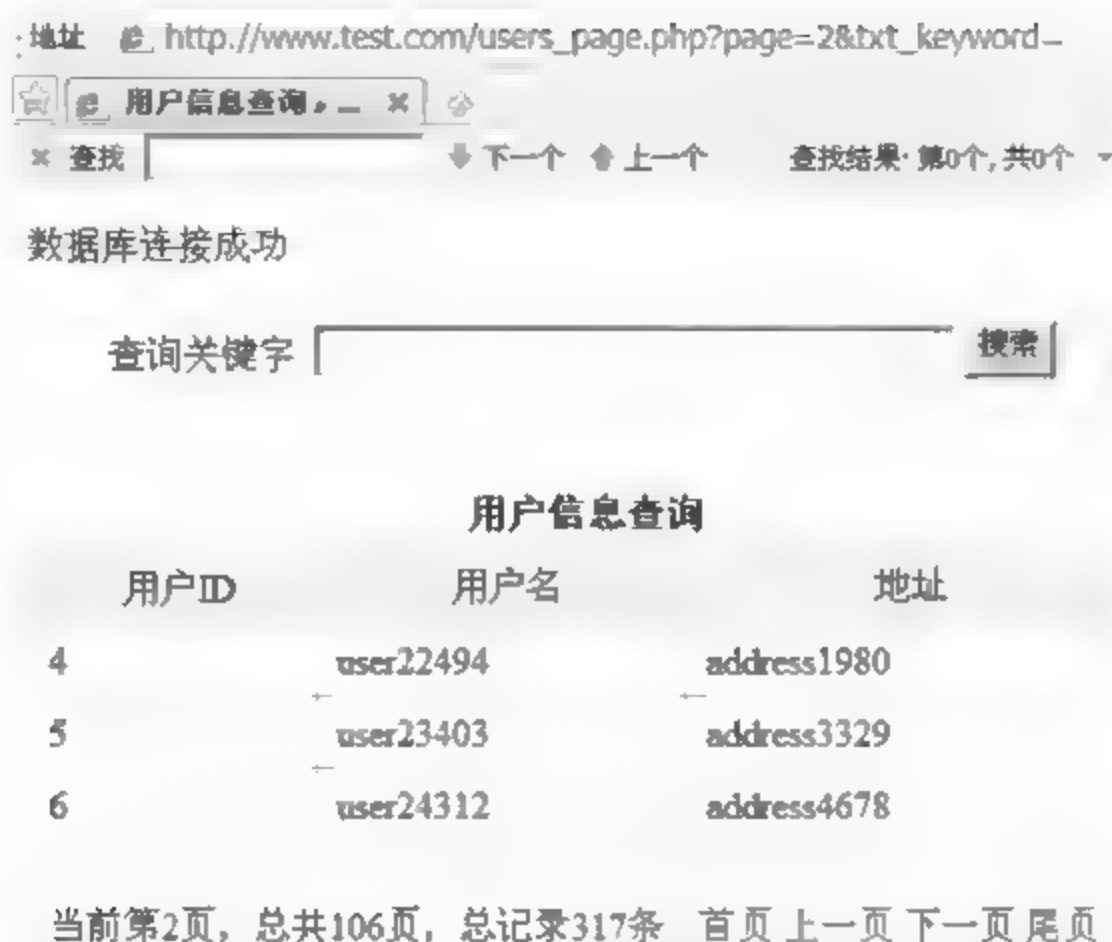 地址 http://www.test.com/users_page.php?page=2&txt_keyword=
用户信息查询
查找 下一个 上一个 查找结果: 第0个, 共0个
数据库连接成功
查询关键字 搜索
用户信息查询
用户ID 用户名 地址
4 user22494 address1980
5 user23403 address3329
6 user24312 address4678
当前第2页, 总共106页, 总记录317条 首页 上一页 下一页 尾页